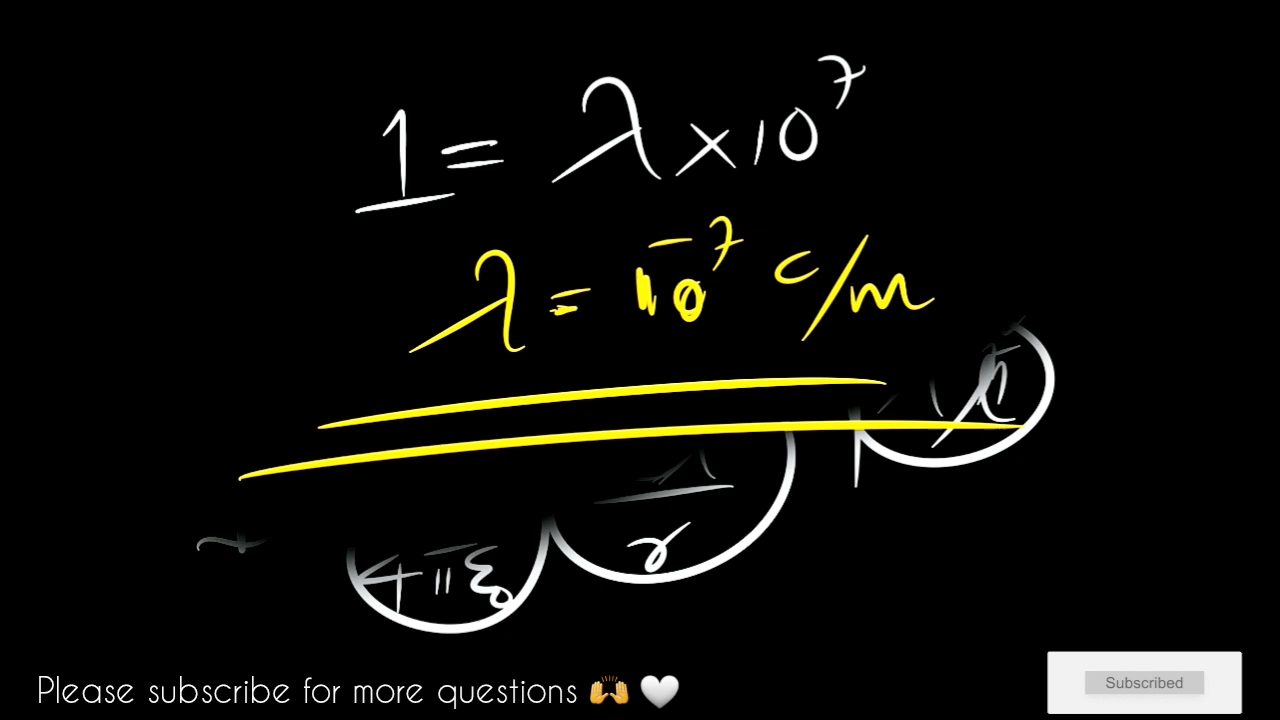 1 = λ × 10⁷
λ = 10⁻⁷ C/m
λ
r
4πε₀
Please subscribe for more questions 🙌 🤍
Subscribed